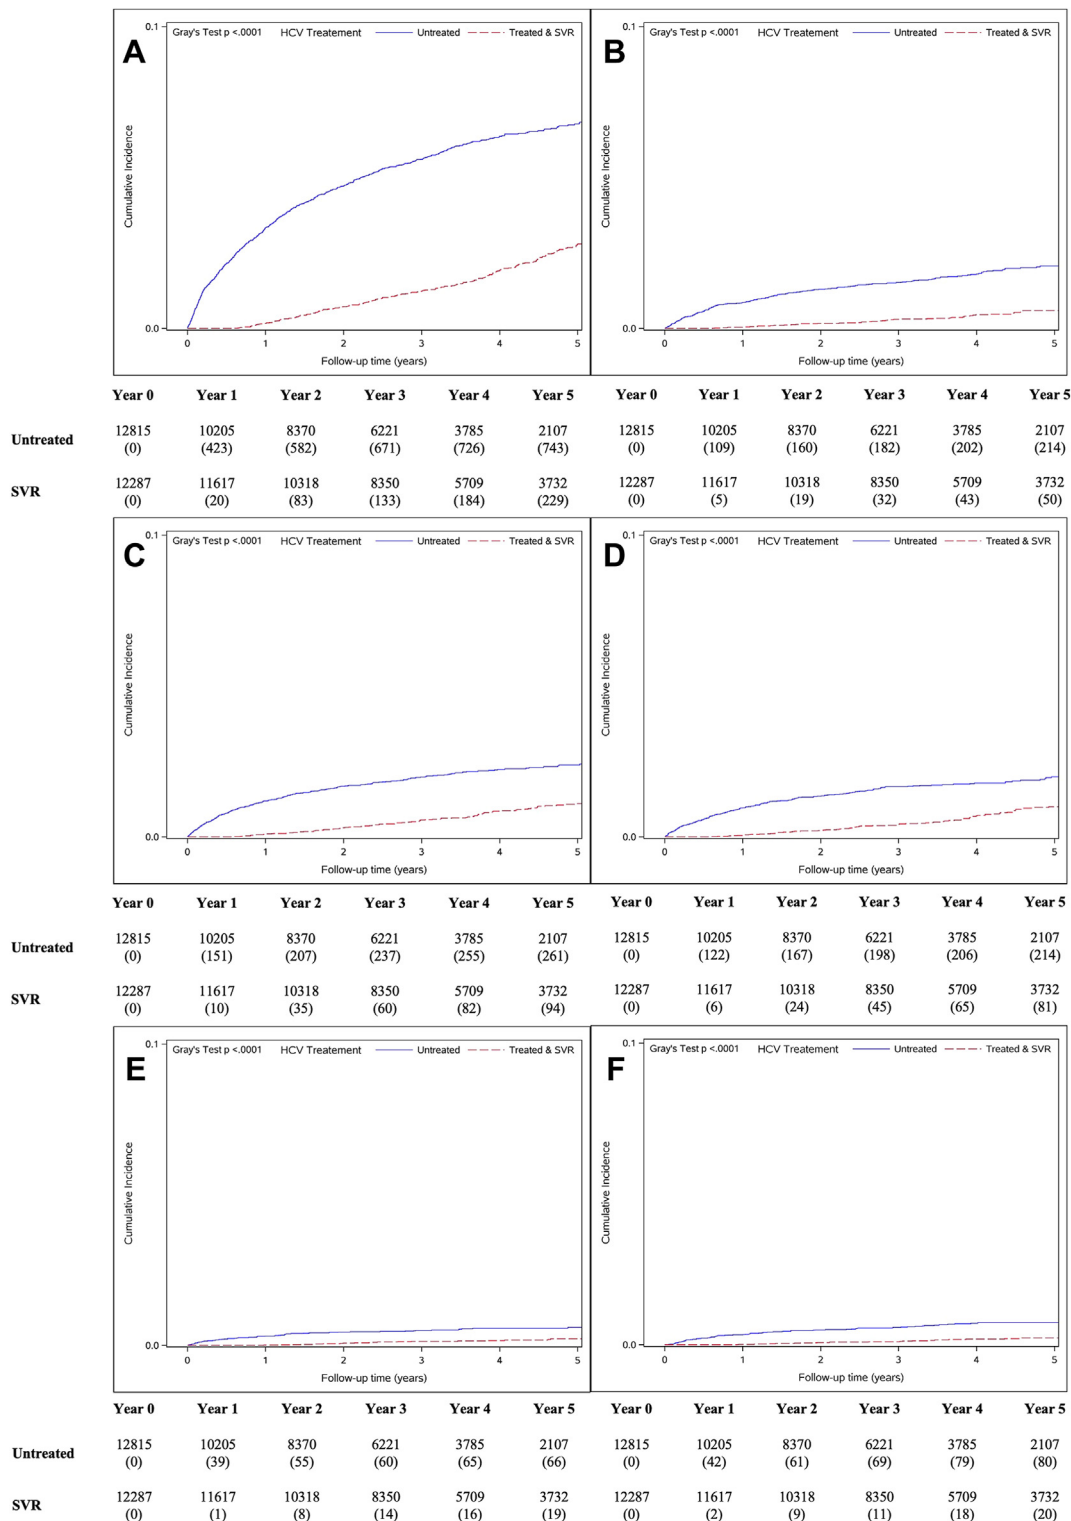 A
Gray's Test p <.0001 HCV Treatement Untreated Treated & SVR
0.1
Cumulative Incidence
0.0
0 1 2 3 4 5
Follow-up time (years)
B
Gray's Test p <.0001 HCV Treatement Untreated Treated & SVR
0.1
Cumulative Incidence
0.0
0 1 2 3 4 5
Follow-up time (years)
Year 0 Year 1 Year 2 Year 3 Year 4 Year 5 Year 0 Year 1 Year 2 Year 3 Year 4 Year 5
Untreated
12815 10205 8370 6221 3785 2107 12815 10205 8370 6221 3785 2107
(0) (423) (582) (671) (726) (743) (0) (109) (160) (182) (202) (214)
SVR
12287 11617 10318 8350 5709 3732 12287 11617 10318 8350 5709 3732
(0) (20) (83) (133) (184) (229) (0) (5) (19) (32) (43) (50)
C
Gray's Test p <.0001 HCV Treatement Untreated Treated & SVR
0.1
Cumulative Incidence
0.0
0 1 2 3 4 5
Follow-up time (years)
D
Gray's Test p <.0001 HCV Treatement Untreated Treated & SVR
0.1
Cumulative Incidence
0.0
0 1 2 3 4 5
Follow-up time (years)
Year 0 Year 1 Year 2 Year 3 Year 4 Year 5 Year 0 Year 1 Year 2 Year 3 Year 4 Year 5
Untreated
12815 10205 8370 6221 3785 2107 12815 10205 8370 6221 3785 2107
(0) (151) (207) (237) (255) (261) (0) (122) (167) (198) (206) (214)
SVR
12287 11617 10318 8350 5709 3732 12287 11617 10318 8350 5709 3732
(0) (10) (35) (60) (82) (94) (0) (6) (24) (45) (65) (81)
E
Gray's Test p <.0001 HCV Treatement Untreated Treated & SVR
0.1
Cumulative Incidence
0.0
0 1 2 3 4 5
Follow-up time (years)
F
Gray's Test p <.0001 HCV Treatement Untreated Treated & SVR
0.1
Cumulative Incidence
0.0
0 1 2 3 4 5
Follow-up time (years)
Year 0 Year 1 Year 2 Year 3 Year 4 Year 5 Year 0 Year 1 Year 2 Year 3 Year 4 Year 5
Untreated
12815 10205 8370 6221 3785 2107 12815 10205 8370 6221 3785 2107
(0) (39) (55) (60) (65) (66) (0) (42) (61) (69) (79) (80)
SVR
12287 11617 10318 8350 5709 3732 12287 11617 10318 8350 5709 3732
(0) (1) (8) (14) (16) (19) (0) (2) (9) (11) (18) (20)